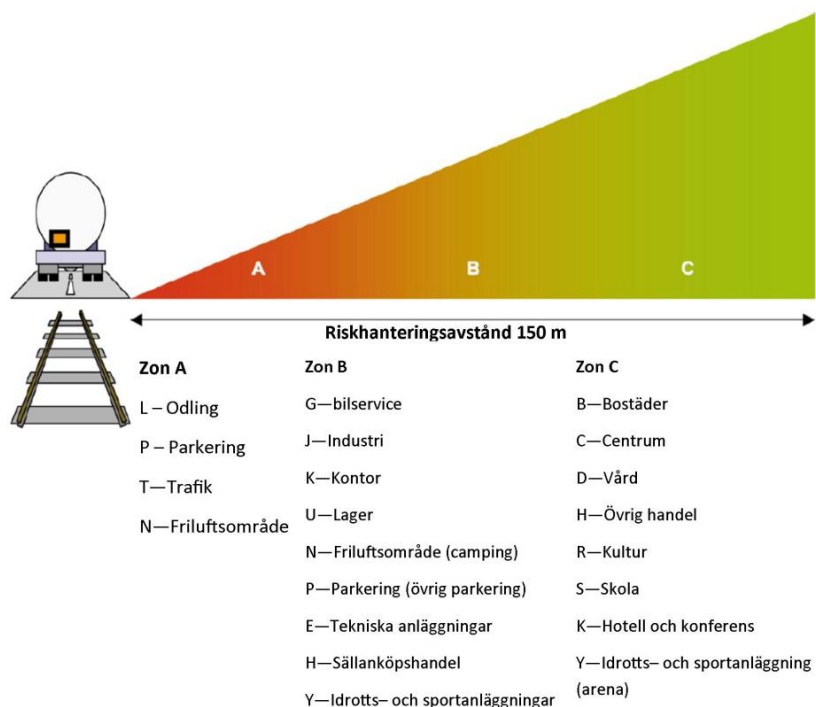 A
B
C
Riskhanteringsavstånd 150 m
Zon A
L – Odling
P – Parkering
T—Trafik
N—Friluftsområde
Zon B
G—bilservice
J—Industri
K—Kontor
U—Lager
N—Friluftsområde (camping)
P—Parkering (övrig parkering)
E—Tekniska anläggningar
H—Sällanköpshandel
Y—Idrotts– och sportanläggningar
Zon C
B—Bostäder
C—Centrum
D—Vård
H—Övrig handel
R—Kultur
S—Skola
K—Hotell och konferens
Y—Idrotts– och sportanläggning
(arena)